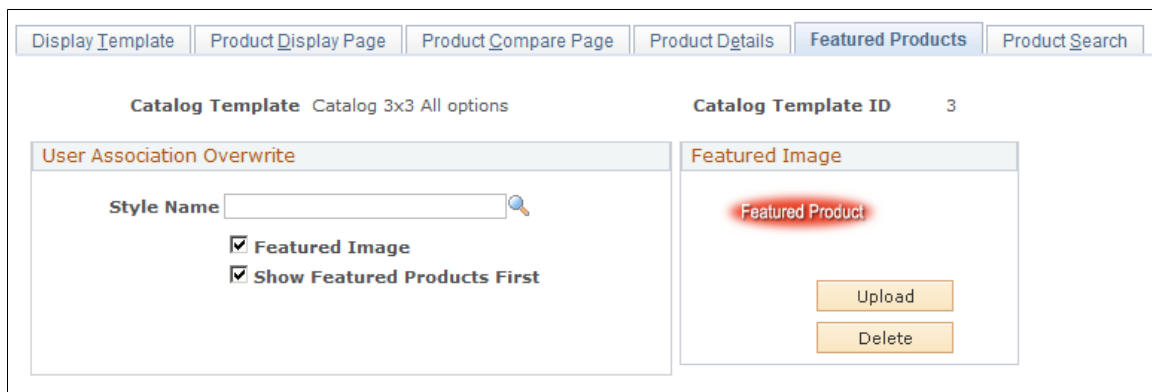 Display Template Product Display Page Product Compare Page Product Details Featured Products Product Search
Catalog Template Catalog 3x3 All options Catalog Template ID 3
User Association Overwrite Featured Image
Style Name
Featured Product
Featured Image
Show Featured Products First
Upload
Delete